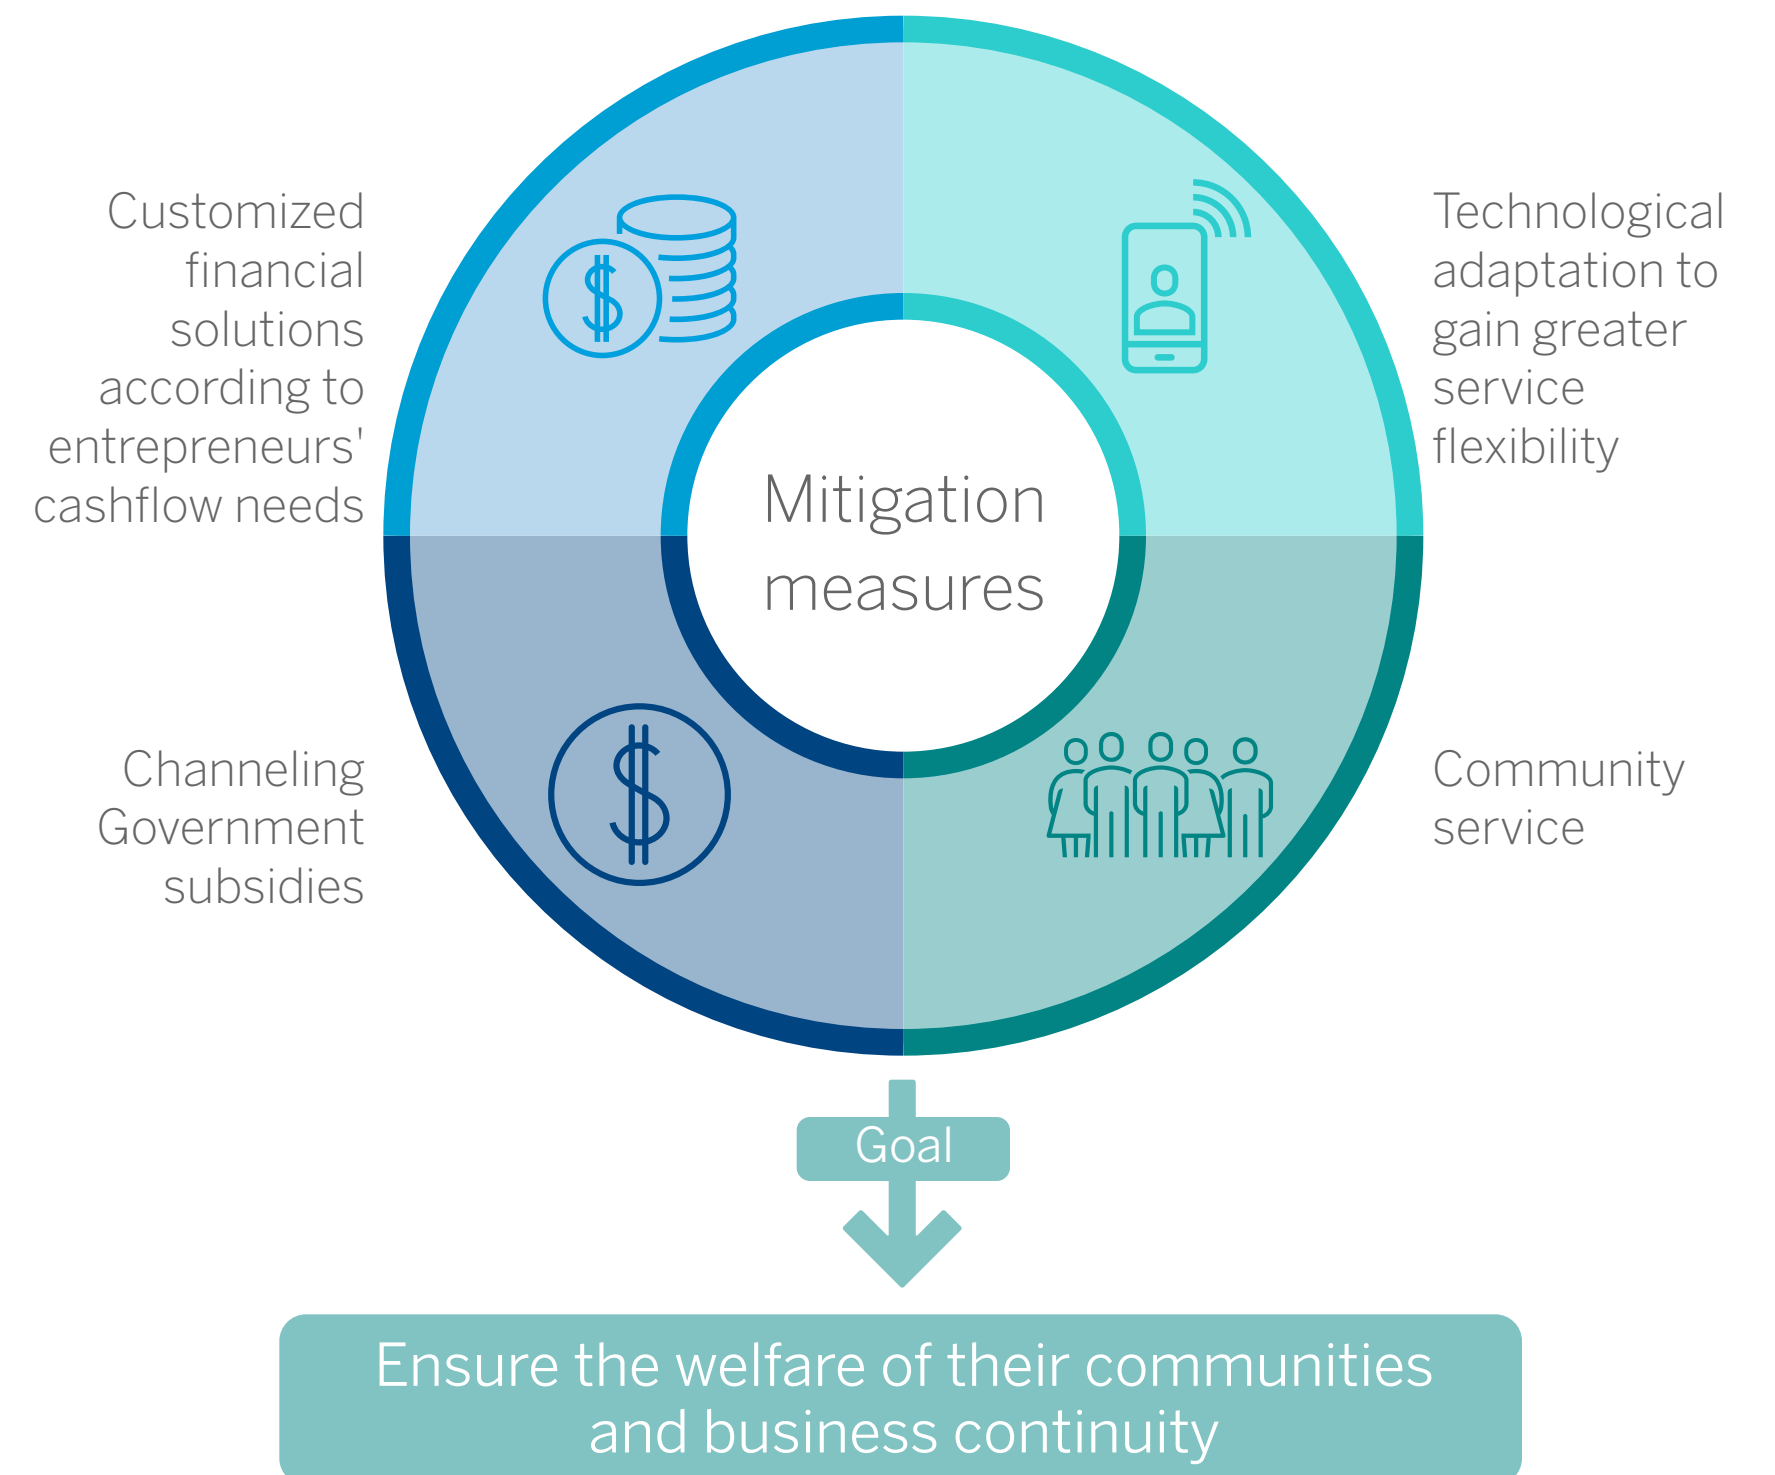 Customized
financial
solutions
according to
entrepreneurs'
cashflow needs
Technological
adaptation to
gain greater
service
flexibility
Mitigation
measures
Channeling
Government
subsidies
Community
service
Goal
Ensure the welfare of their communities
and business continuity